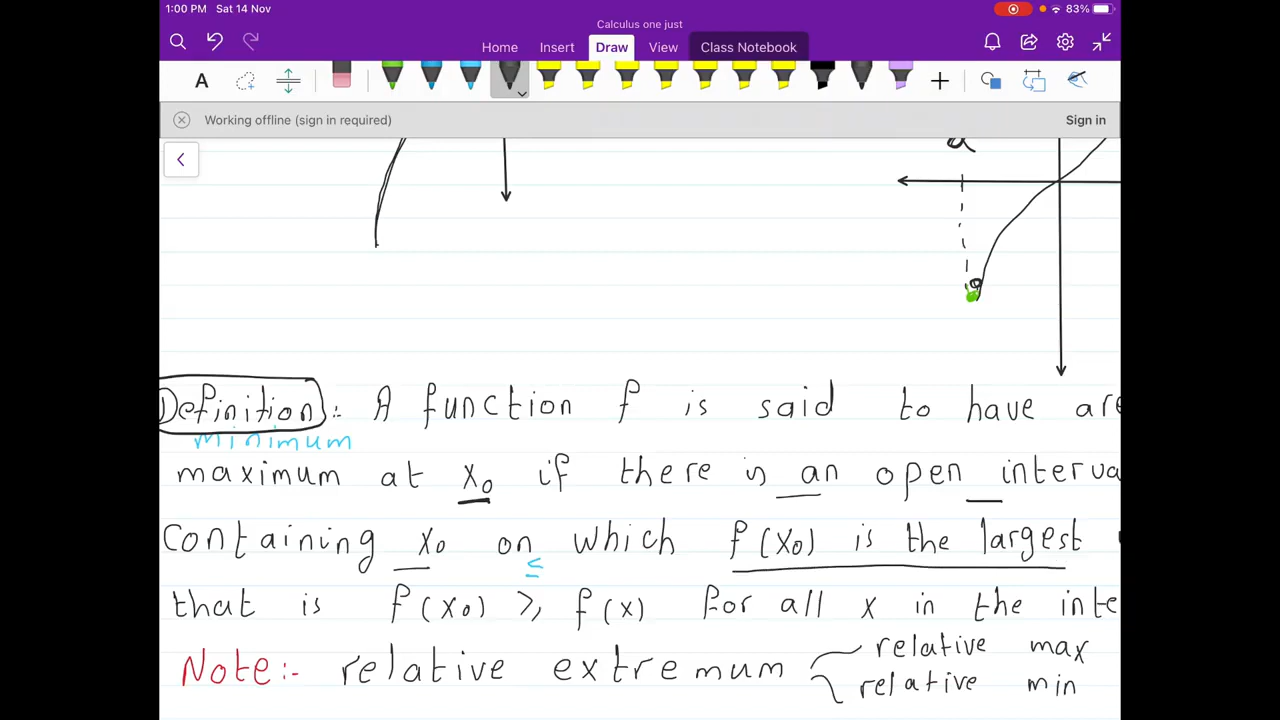 1:00 PM Sat 14 Nov
83%
Calculus one just
Home Insert Draw View Class Notebook
A
Working offline (sign in required) Sign in
a
Definition:- A function f is said to have are
minimum
maximum at x₀ if there is an open interva
containing x₀ on which f(x₀) is the largest
≤
that is f(x₀) ≥ f(x) for all x in the inte
Note:- relative extremum relative max
relative min